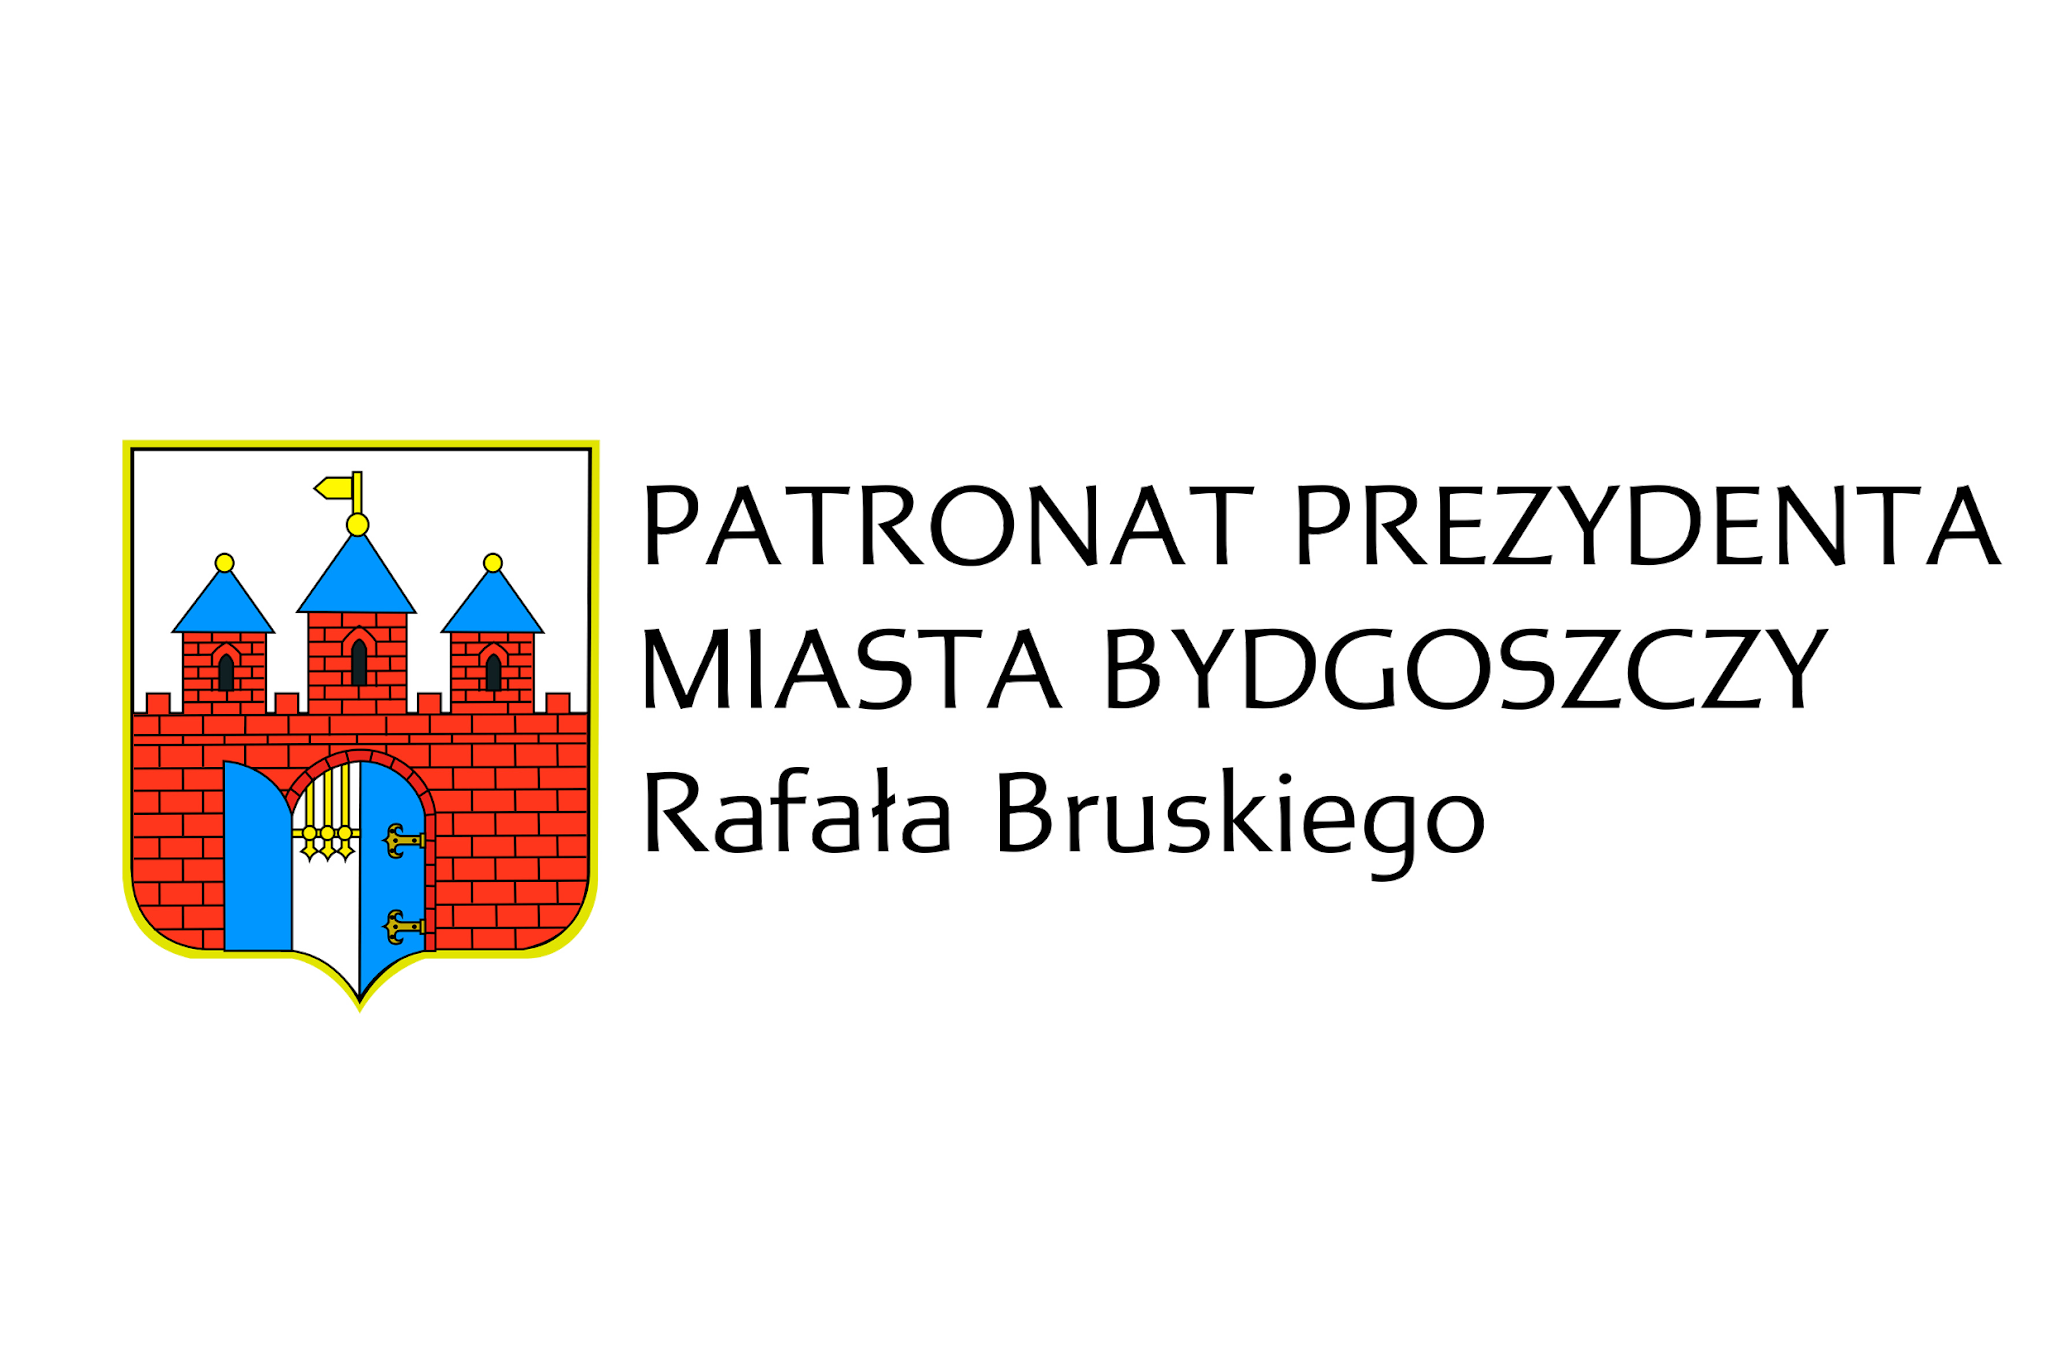 PATRONAT PREZYDENTA
MIASTA BYDGOSZCZY
Rafała Bruskiego